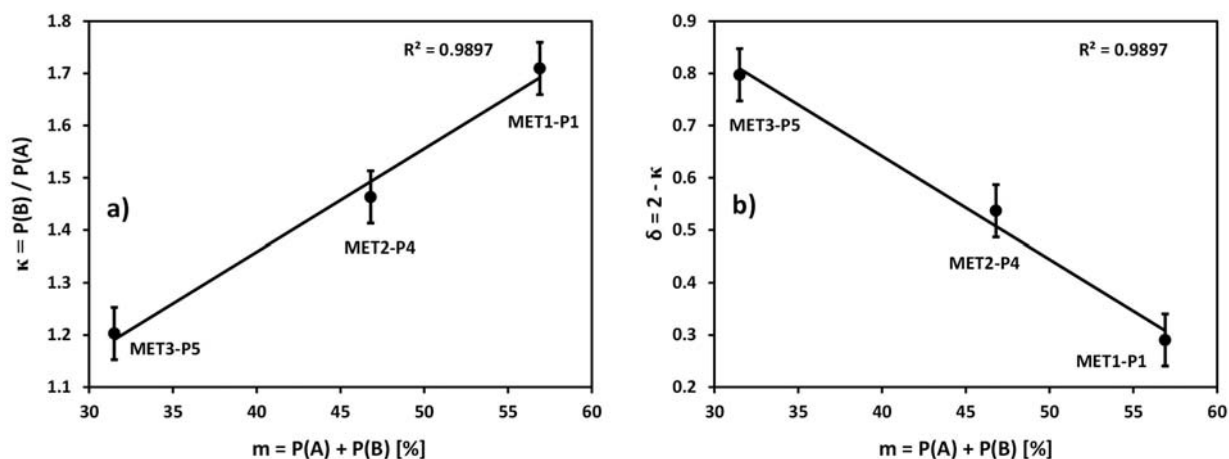 1.8
1.7
1.6
1.5
1.4
1.3
1.2
1.1
κ = P(B) / P(A)
R² = 0.9897
MET1-P1
a)
MET2-P4
MET3-P5
30 35 40 45 50 55 60
m = P(A) + P(B) [%]
0.9
0.8
0.7
0.6
0.5
0.4
0.3
0.2
δ = 2 - κ
R² = 0.9897
MET3-P5
b)
MET2-P4
MET1-P1
30 35 40 45 50 55 60
m = P(A) + P(B) [%]